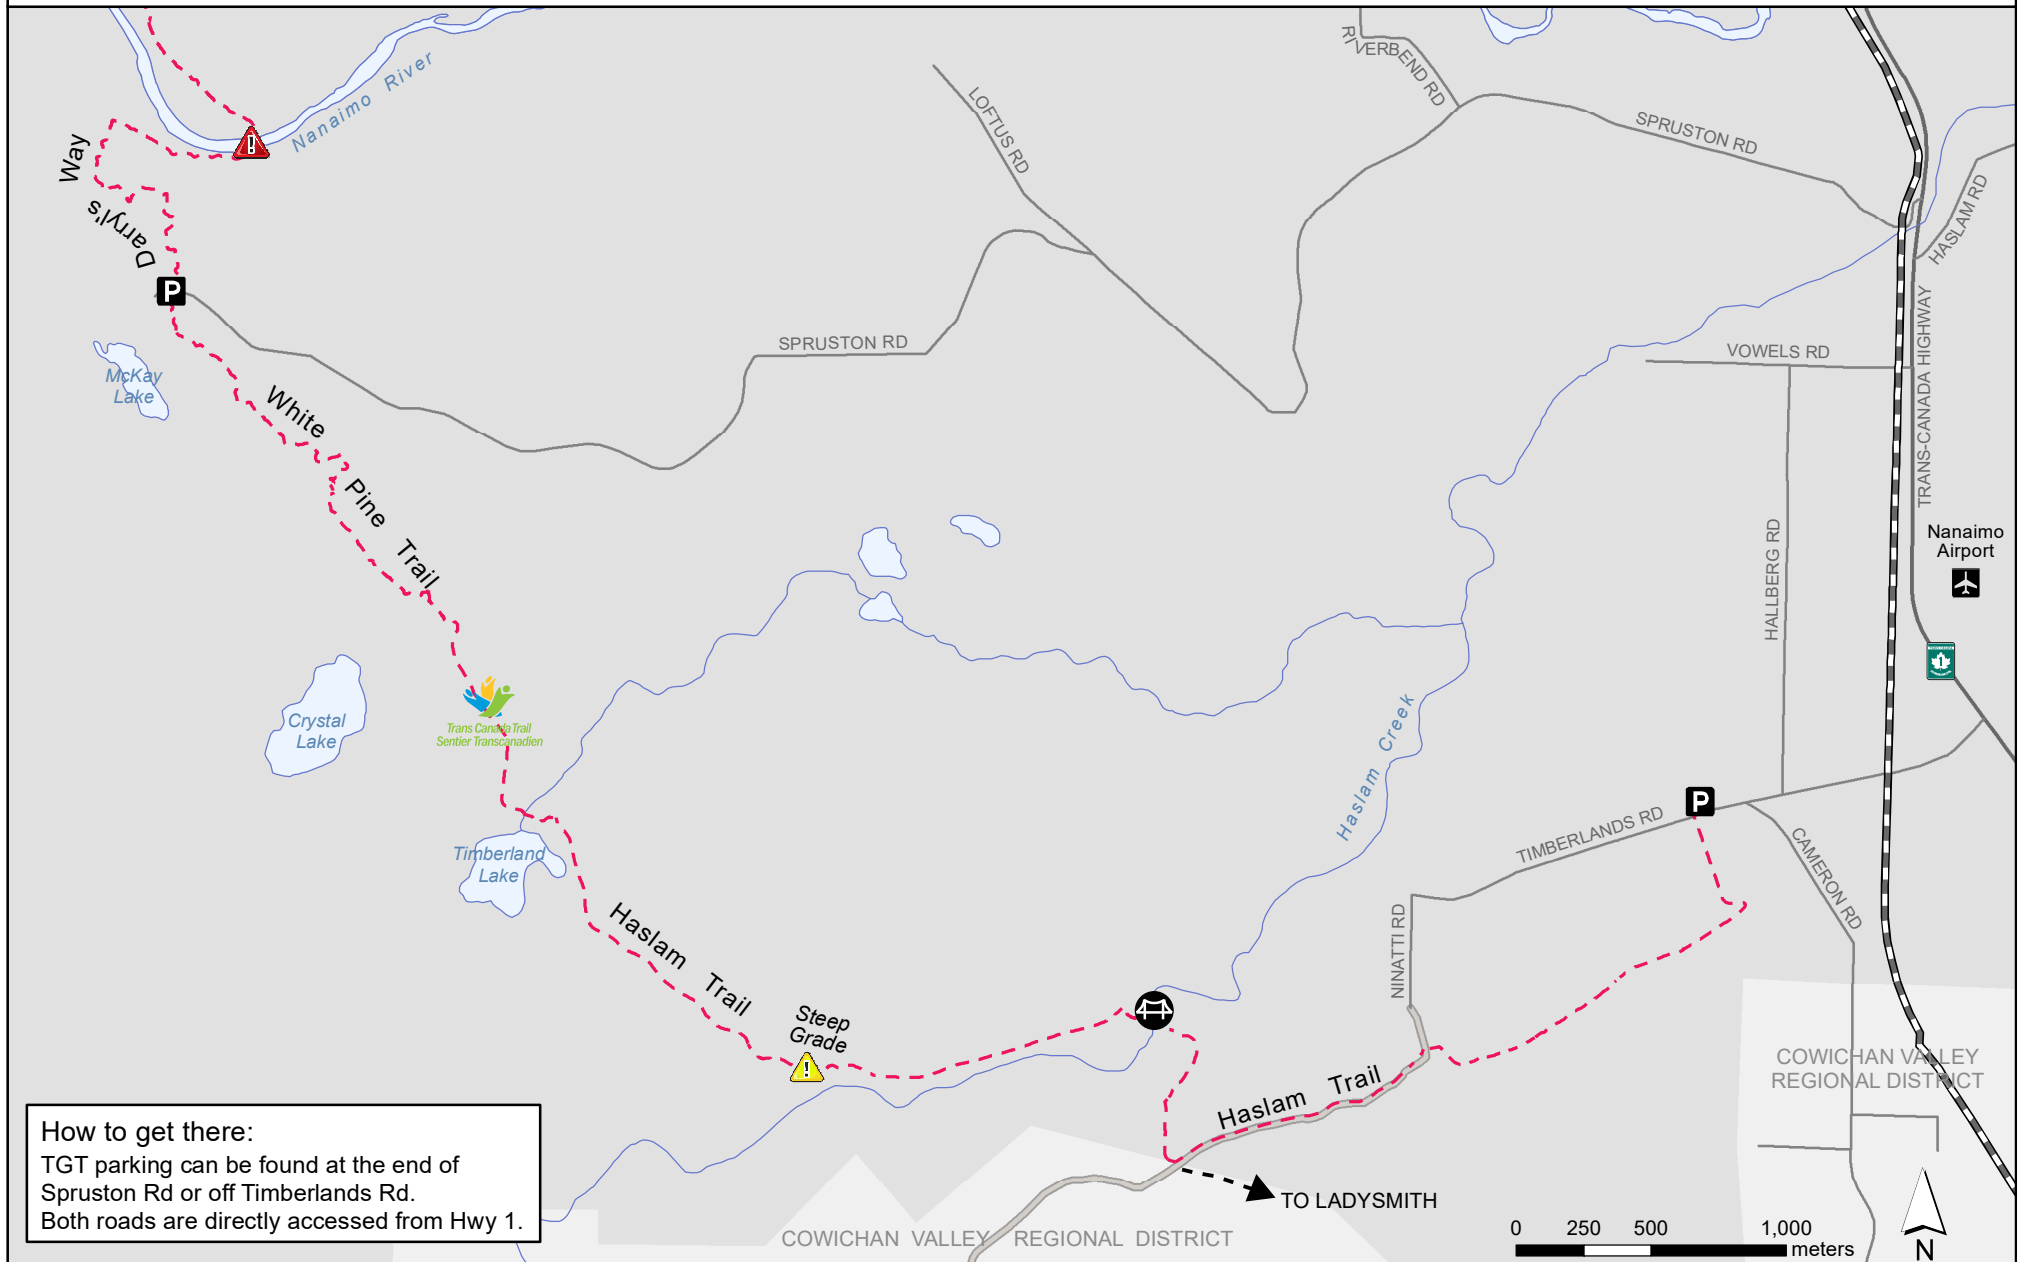 RIVERBEND RD
Nanaimo River
LOFTUS RD
SPRUSTON RD
Way
Darryl's
HASLAM RD
P
SPRUSTON RD
VOWELS RD
TRANS-CANADA HIGHWAY
McKay
Lake
White Pine Trail
HALLBERG RD
Nanaimo
Airport
1
Crystal
Lake
Trans Canada Trail
Sentier Transcanadien
Haslam Creek
P
TIMBERLANDS RD
CAMERON RD
Timberland
Lake
NINATTI RD
Haslam Trail
Steep
Grade
!
!
COWICHAN VALLEY
REGIONAL DISTRICT
Haslam Trail
How to get there:
TGT parking can be found at the end of
Spruston Rd or off Timberlands Rd.
Both roads are directly accessed from Hwy 1.
TO LADYSMITH
COWICHAN VALLEY REGIONAL DISTRICT
0 250 500 1,000
meters
N